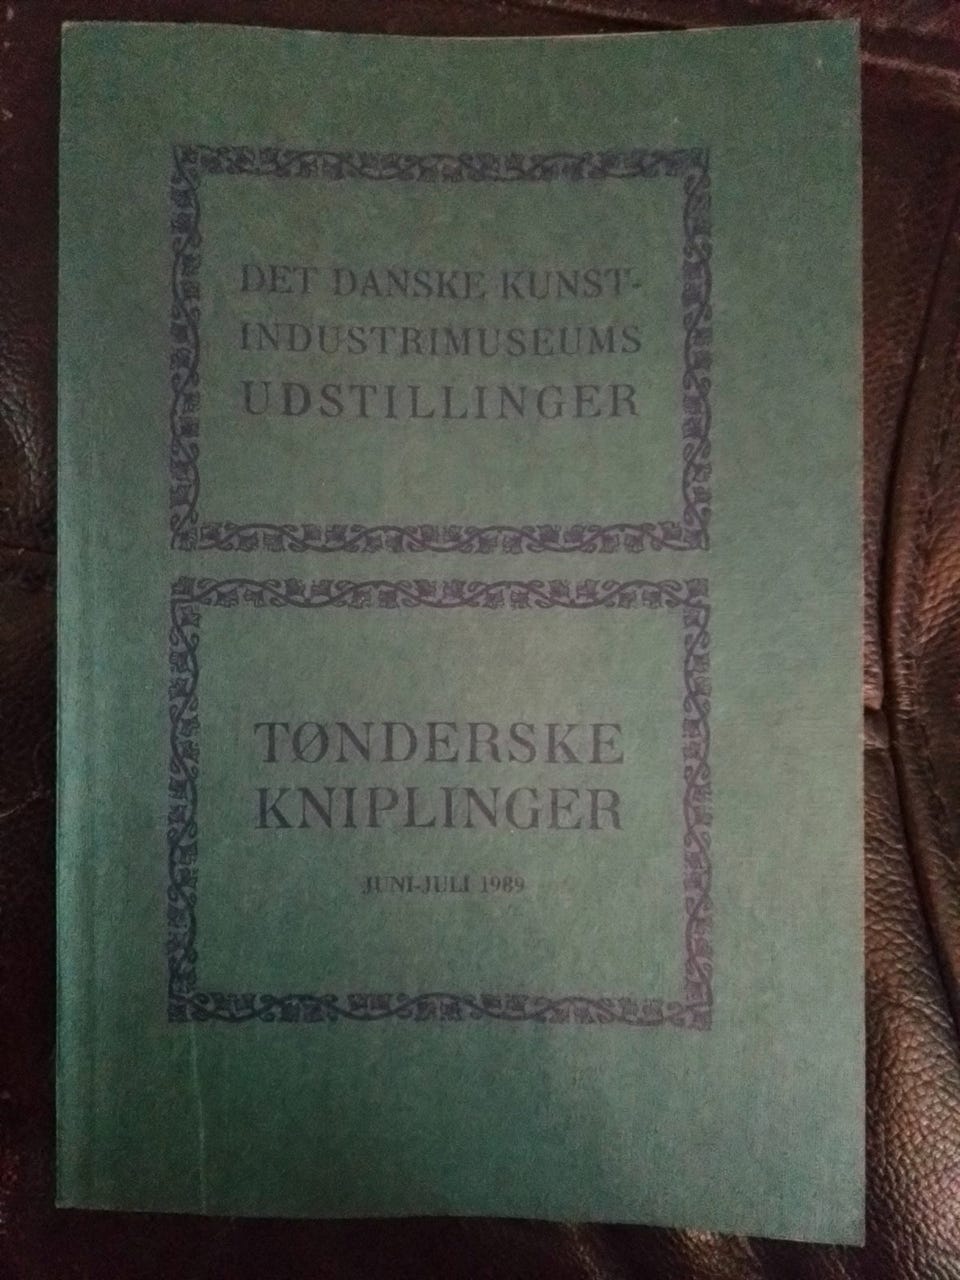 DET DANSKE KUNST-
INDUSTRIMUSEUMS
UDSTILLINGER
TØNDERSKE
KNIPLINGER
JUNI-JULI 1989